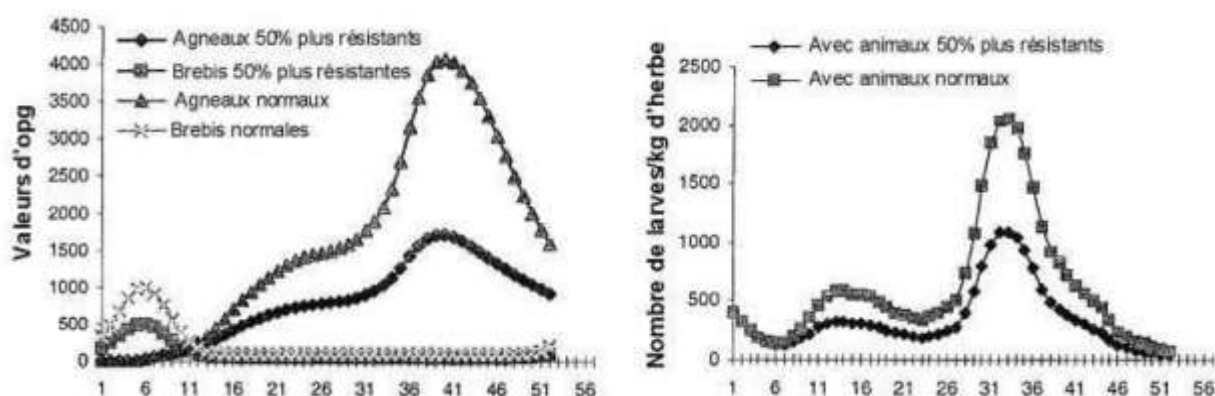 Valeurs d'opg
4500
4000
3500
3000
2500
2000
1500
1000
500
0
Agneaux 50% plus résistants
Brebis 50% plus résistantes
Agneaux normaux
Brebis normales
1 6 11 16 21 26 31 36 41 46 51 56
Nombre de larves/kg d'herbe
2500
2000
1500
1000
500
0
Avec animaux 50% plus résistants
Avec animaux normaux
1 6 11 16 21 26 31 36 41 46 51 56